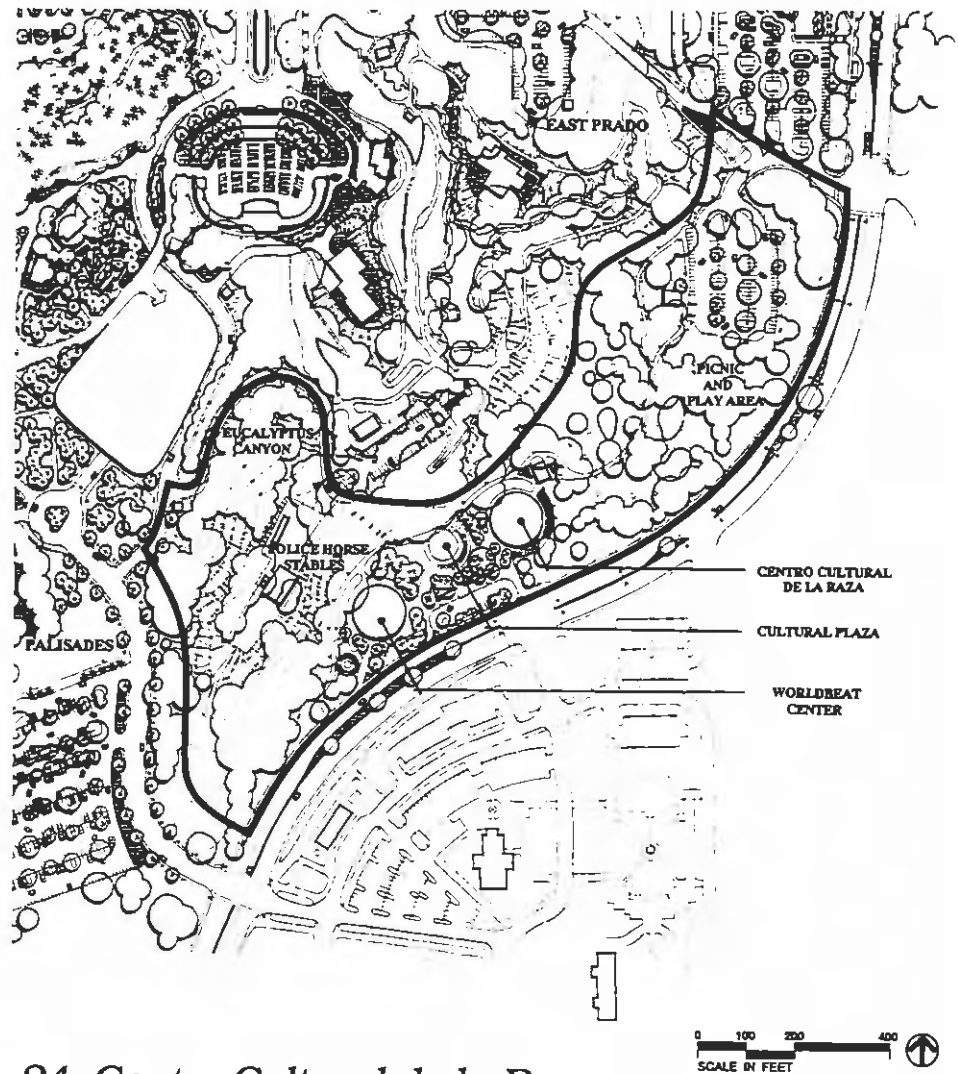 EAST PRADO
PICNIC
AND
PLAY AREA
EUCALYPTUS
CANYON
POLICE HORSE
STABLES
CENTRO CULTURAL
DE LA RAZA
CULTURAL PLAZA
PALISADES
WORLDBEAT
CENTER
0 100 200 400
SCALE IN FEET